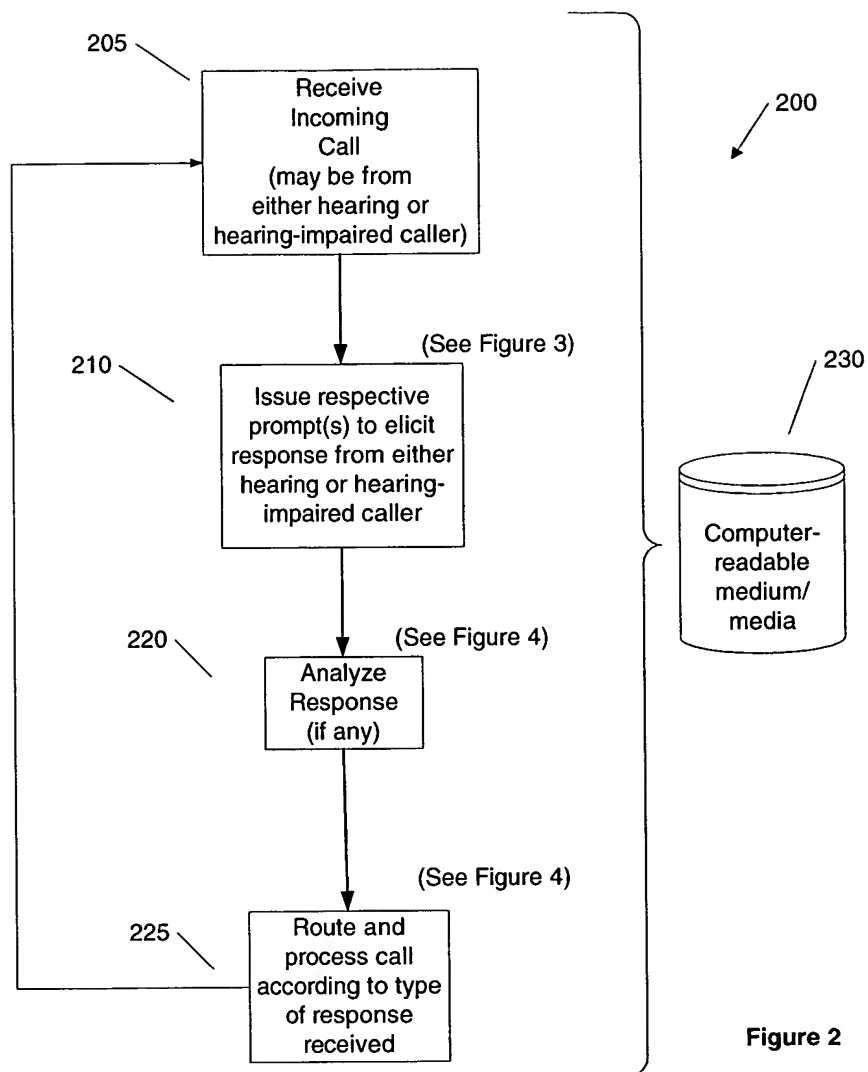 205
Receive
Incoming
Call
(may be from
either hearing or
hearing-impaired caller)
200
(See Figure 3)
210
Issue respective
prompt(s) to elicit
response from either
hearing or hearing-
impaired caller
230
Computer-
readable
medium/
media
(See Figure 4)
220
Analyze
Response
(if any)
(See Figure 4)
225
Route and
process call
according to type
of response
received
Figure 2